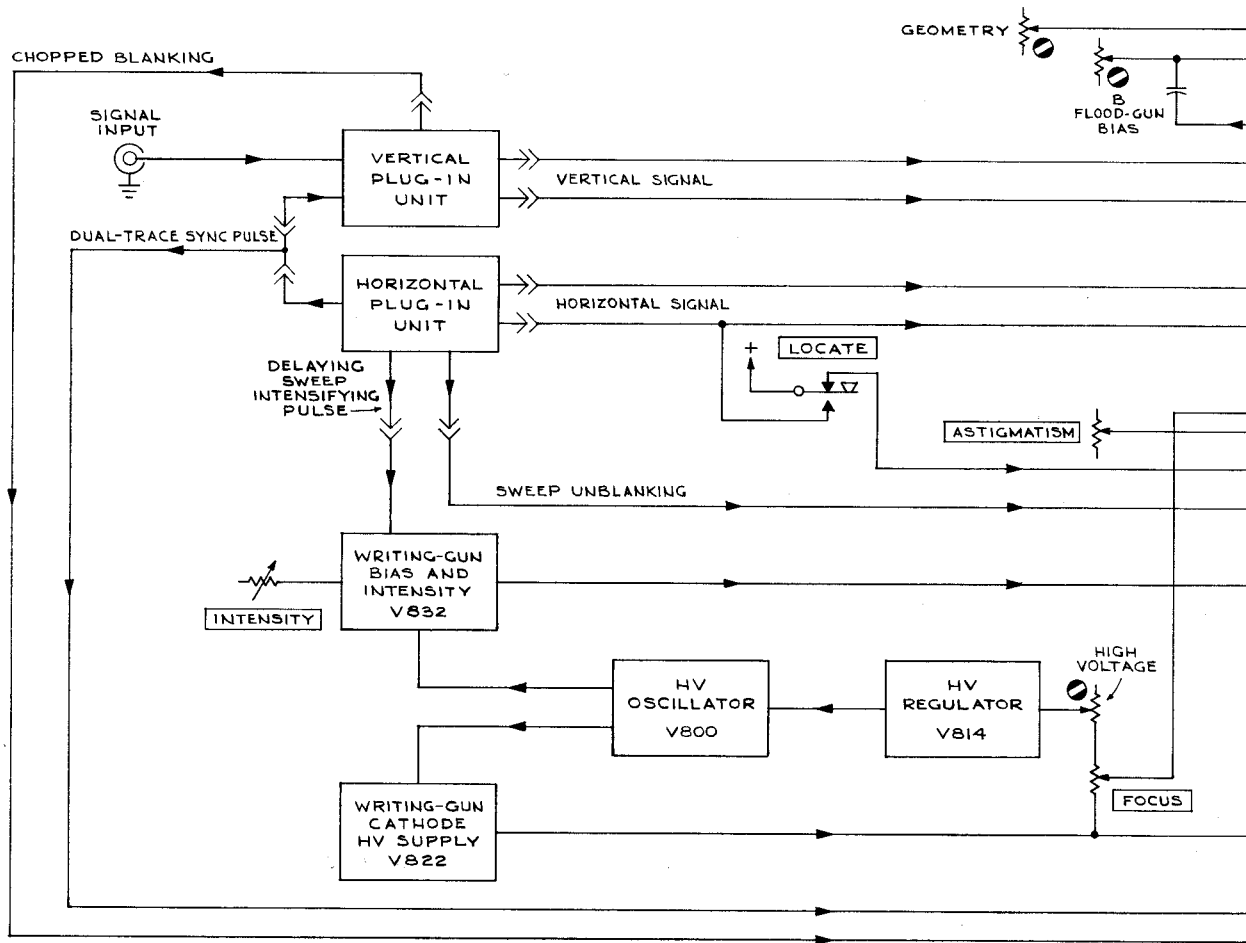 GEOMETRY
B
FLOOD-GUN
BIAS
CHOPPED BLANKING
SIGNAL
INPUT
VERTICAL
PLUG-IN
UNIT
VERTICAL SIGNAL
DUAL-TRACE SYNC PULSE
HORIZONTAL
PLUG-IN
UNIT
HORIZONTAL SIGNAL
+
LOCATE
DELAYING
SWEEP
INTENSIFYING
PULSE
ASTIGMATISM
SWEEP UNBLANKING
WRITING-GUN
BIAS AND
INTENSITY
V832
INTENSITY
HV
OSCILLATOR
V800
HV
REGULATOR
V814
HIGH
VOLTAGE
FOCUS
WRITING-GUN
CATHODE
HV SUPPLY
V822